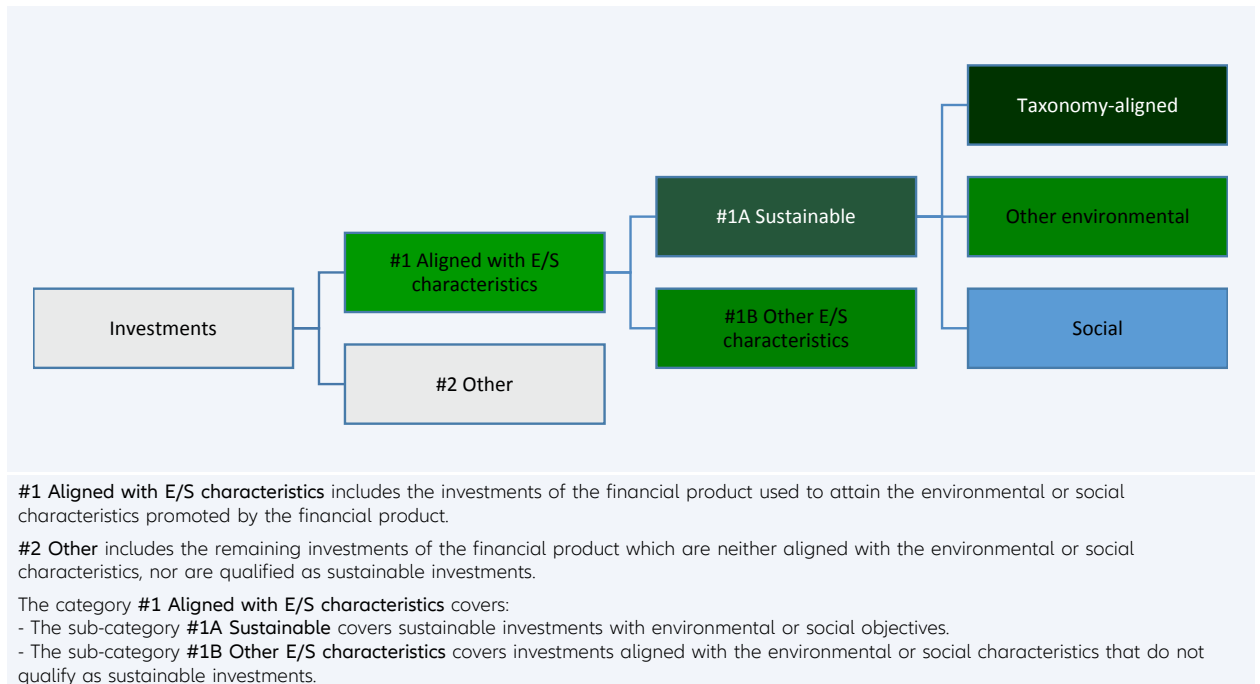 Taxonomy-aligned
#1A Sustainable
Other environmental
#1 Aligned with E/S
characteristics
Investments
#1B Other E/S
characteristics
Social
#2 Other
#1 Aligned with E/S characteristics includes the investments of the financial product used to attain the environmental or social
characteristics promoted by the financial product.
#2 Other includes the remaining investments of the financial product which are neither aligned with the environmental or social
characteristics, nor are qualified as sustainable investments.
The category #1 Aligned with E/S characteristics covers:
- The sub-category #1A Sustainable covers sustainable investments with environmental or social objectives.
- The sub-category #1B Other E/S characteristics covers investments aligned with the environmental or social characteristics that do not
qualify as sustainable investments.